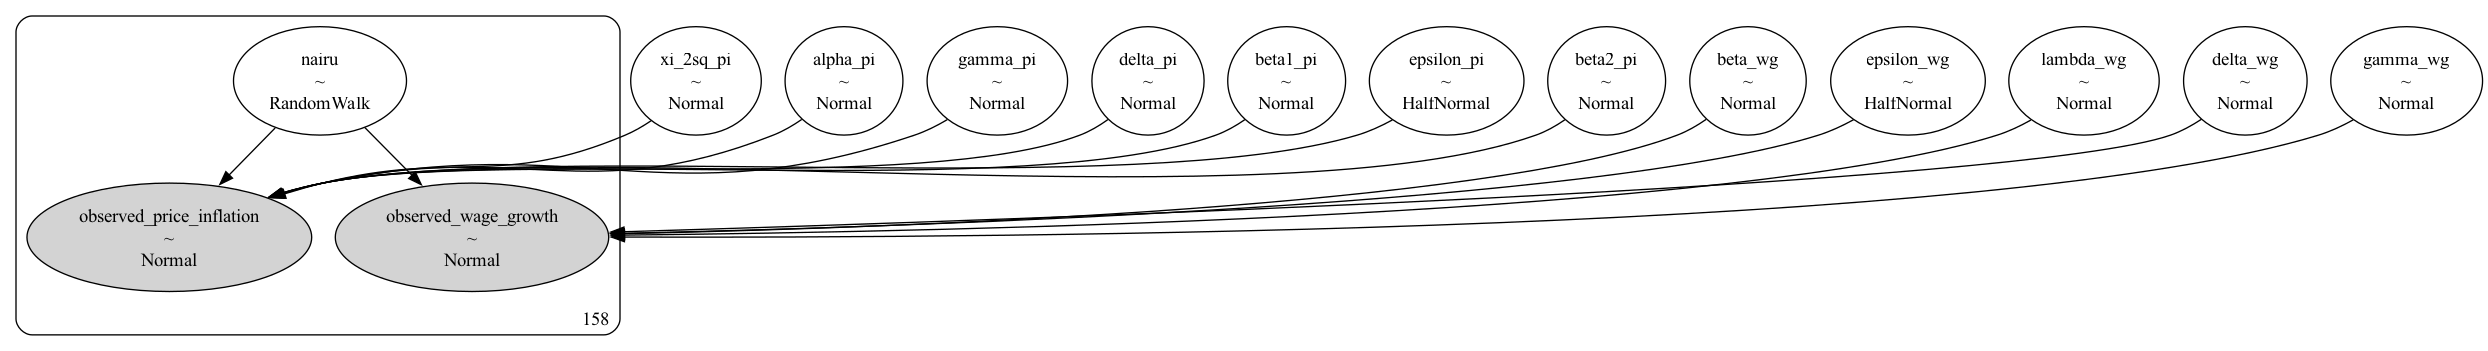 nairu
~
RandomWalk
xi_2sq_pi
~
Normal
alpha_pi
~
Normal
gamma_pi
~
Normal
delta_pi
~
Normal
beta1_pi
~
Normal
epsilon_pi
~
HalfNormal
beta2_pi
~
Normal
beta_wg
~
Normal
epsilon_wg
~
HalfNormal
lambda_wg
~
Normal
delta_wg
~
Normal
gamma_wg
~
Normal
observed_price_inflation
~
Normal
observed_wage_growth
~
Normal
158